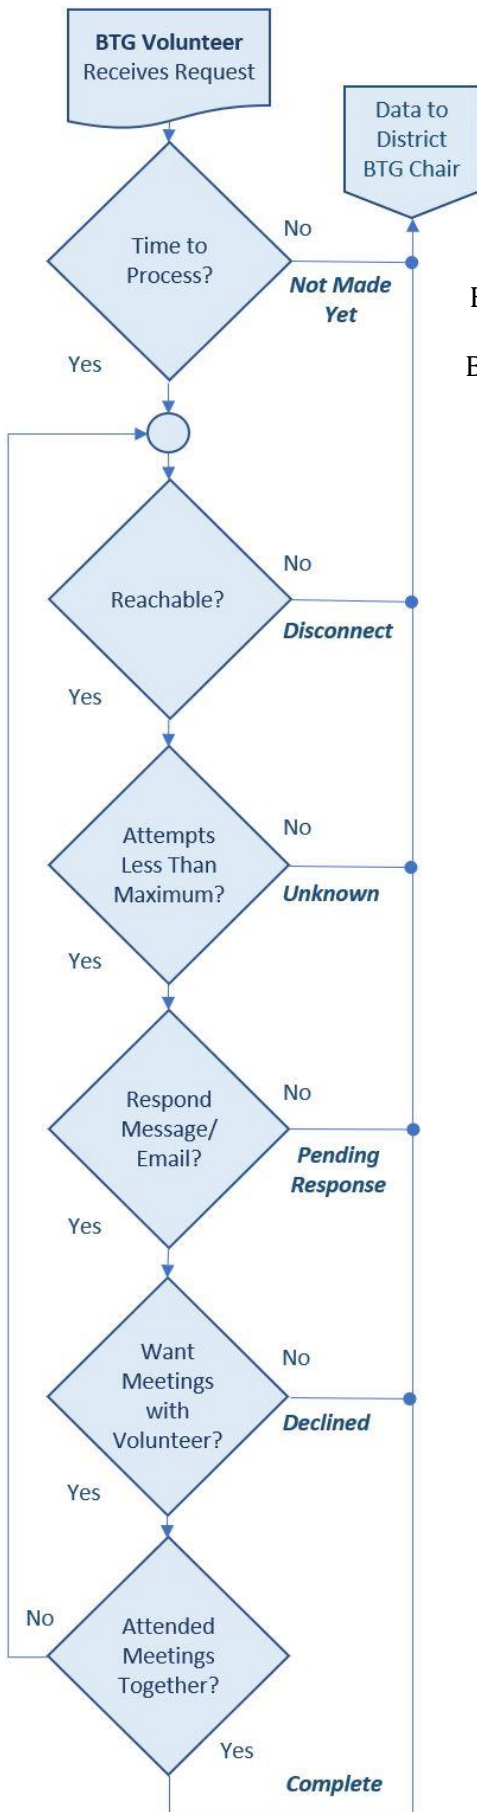 BTG Volunteer
Receives Request
Data to
District
BTG Chair
Time to
Process?
No
Not Made
Yet
Yes
Reachable?
No
Disconnect
Yes
Attempts
Less Than
Maximum?
No
Unknown
Yes
Respond
Message/
Email?
No
Pending
Response
Yes
Want
Meetings
with
Volunteer?
No
Declined
Yes
Attended
Meetings
Together?
No
Yes
Complete